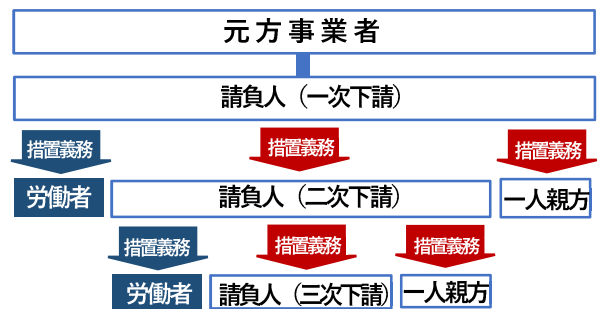 元方事業者
請負人（一次下請）
措置義務 措置義務 措置義務
労働者 請負人（二次下請） 一人親方
措置義務 措置義務 措置義務
労働者 請負人（三次下請） 一人親方